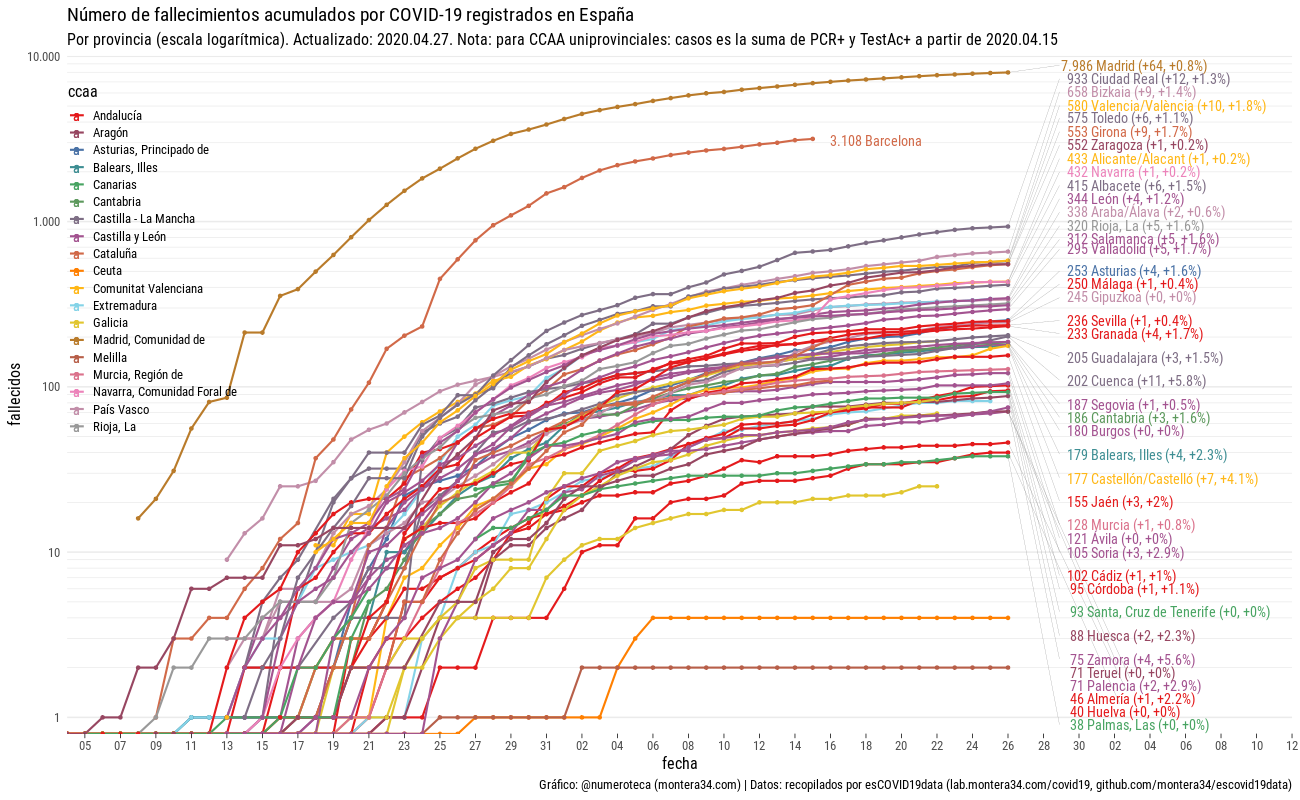 Número de fallecimientos acumulados por COVID-19 registrados en España
Por provincia (escala logarítmica). Actualizado: 2020.04.27. Nota: para CCAA uniprovinciales: casos es la suma de PCR+ y TestAc+ a partir de 2020.04.15
fallecidos
10.000
1.000
100
10
1
ccaa
Andalucía
Aragón
Asturias, Principado de
Balears, Illes
Canarias
Cantabria
Castilla - La Mancha
Castilla y León
Cataluña
Ceuta
Comunitat Valenciana
Extremadura
Galicia
Madrid, Comunidad de
Melilla
Murcia, Región de
Navarra, Comunidad Foral de
País Vasco
Rioja, La
3.108 Barcelona
7.986 Madrid (+64, +0.8%)
933 Ciudad Real (+12, +1.3%)
658 Bizkaia (+9, +1.4%)
580 Valencia/València (+10, +1.8%)
575 Toledo (+6, +1.1%)
553 Girona (+9, +1.7%)
552 Zaragoza (+1, +0.2%)
433 Alicante/Alacant (+1, +0.2%)
432 Navarra (+1, +0.2%)
415 Albacete (+6, +1.5%)
344 León (+4, +1.2%)
338 Araba/Álava (+2, +0.6%)
320 Rioja, La (+5, +1.6%)
312 Salamanca (+5, +1.6%)
295 Valladolid (+5, +1.7%)
253 Asturias (+4, +1.6%)
250 Málaga (+1, +0.4%)
245 Gipuzkoa (+0, +0%)
236 Sevilla (+1, +0.4%)
233 Granada (+4, +1.7%)
205 Guadalajara (+3, +1.5%)
202 Cuenca (+11, +5.8%)
187 Segovia (+1, +0.5%)
186 Cantabria (+3, +1.6%)
180 Burgos (+0, +0%)
179 Balears, Illes (+4, +2.3%)
177 Castellón/Castelló (+7, +4.1%)
155 Jaén (+3, +2%)
128 Murcia (+1, +0.8%)
121 Ávila (+0, +0%)
105 Soria (+3, +2.9%)
102 Cádiz (+1, +1%)
95 Córdoba (+1, +1.1%)
93 Santa, Cruz de Tenerife (+0, +0%)
88 Huesca (+2, +2.3%)
75 Zamora (+4, +5.6%)
71 Teruel (+0, +0%)
71 Palencia (+2, +2.9%)
46 Almería (+1, +2.2%)
40 Huelva (+0, +0%)
38 Palmas, Las (+0, +0%)
05 07 09 11 13 15 17 19 21 23 25 27 29 31 02 04 06 08 10 12 14 16 18 20 22 24 26 28 30 02 04 06 08 10 12
fecha
Gráfico: @numeroteca (montera34.com) | Datos: recopilados por esCOVID19data (lab.montera34.com/covid19, github.com/montera34/escovid19data)